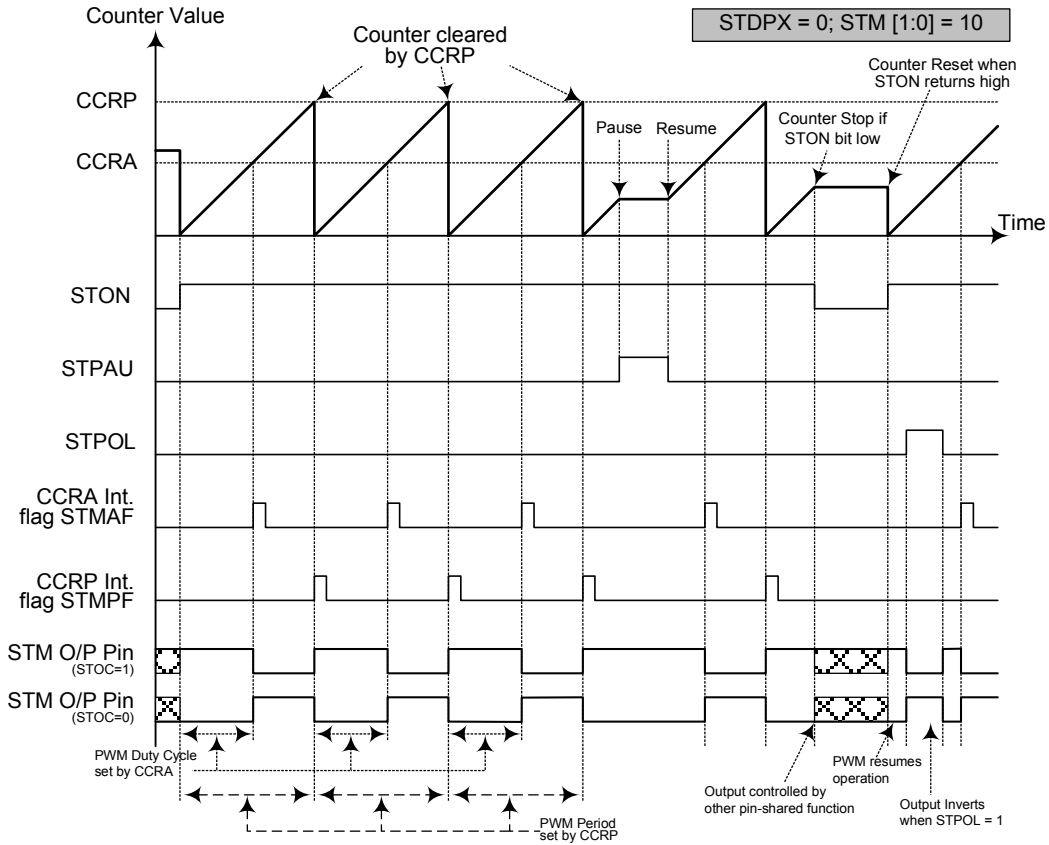 Counter Value
STDPX = 0; STM [1:0] = 10
Counter cleared
by CCRP
Counter Reset when
STON returns high
CCRP
Pause
Resume
Counter Stop if
STON bit low
CCRA
Time
STON
STPAU
STPOL
CCRA Int.
flag STMAF
CCRP Int.
flag STMPF
STM O/P Pin
(STOC=1)
STM O/P Pin
(STOC=0)
PWM Duty Cycle
set by CCRA
PWM resumes
operation
Output controlled by
other pin-shared function
Output Inverts
when STPOL = 1
PWM Period
set by CCRP